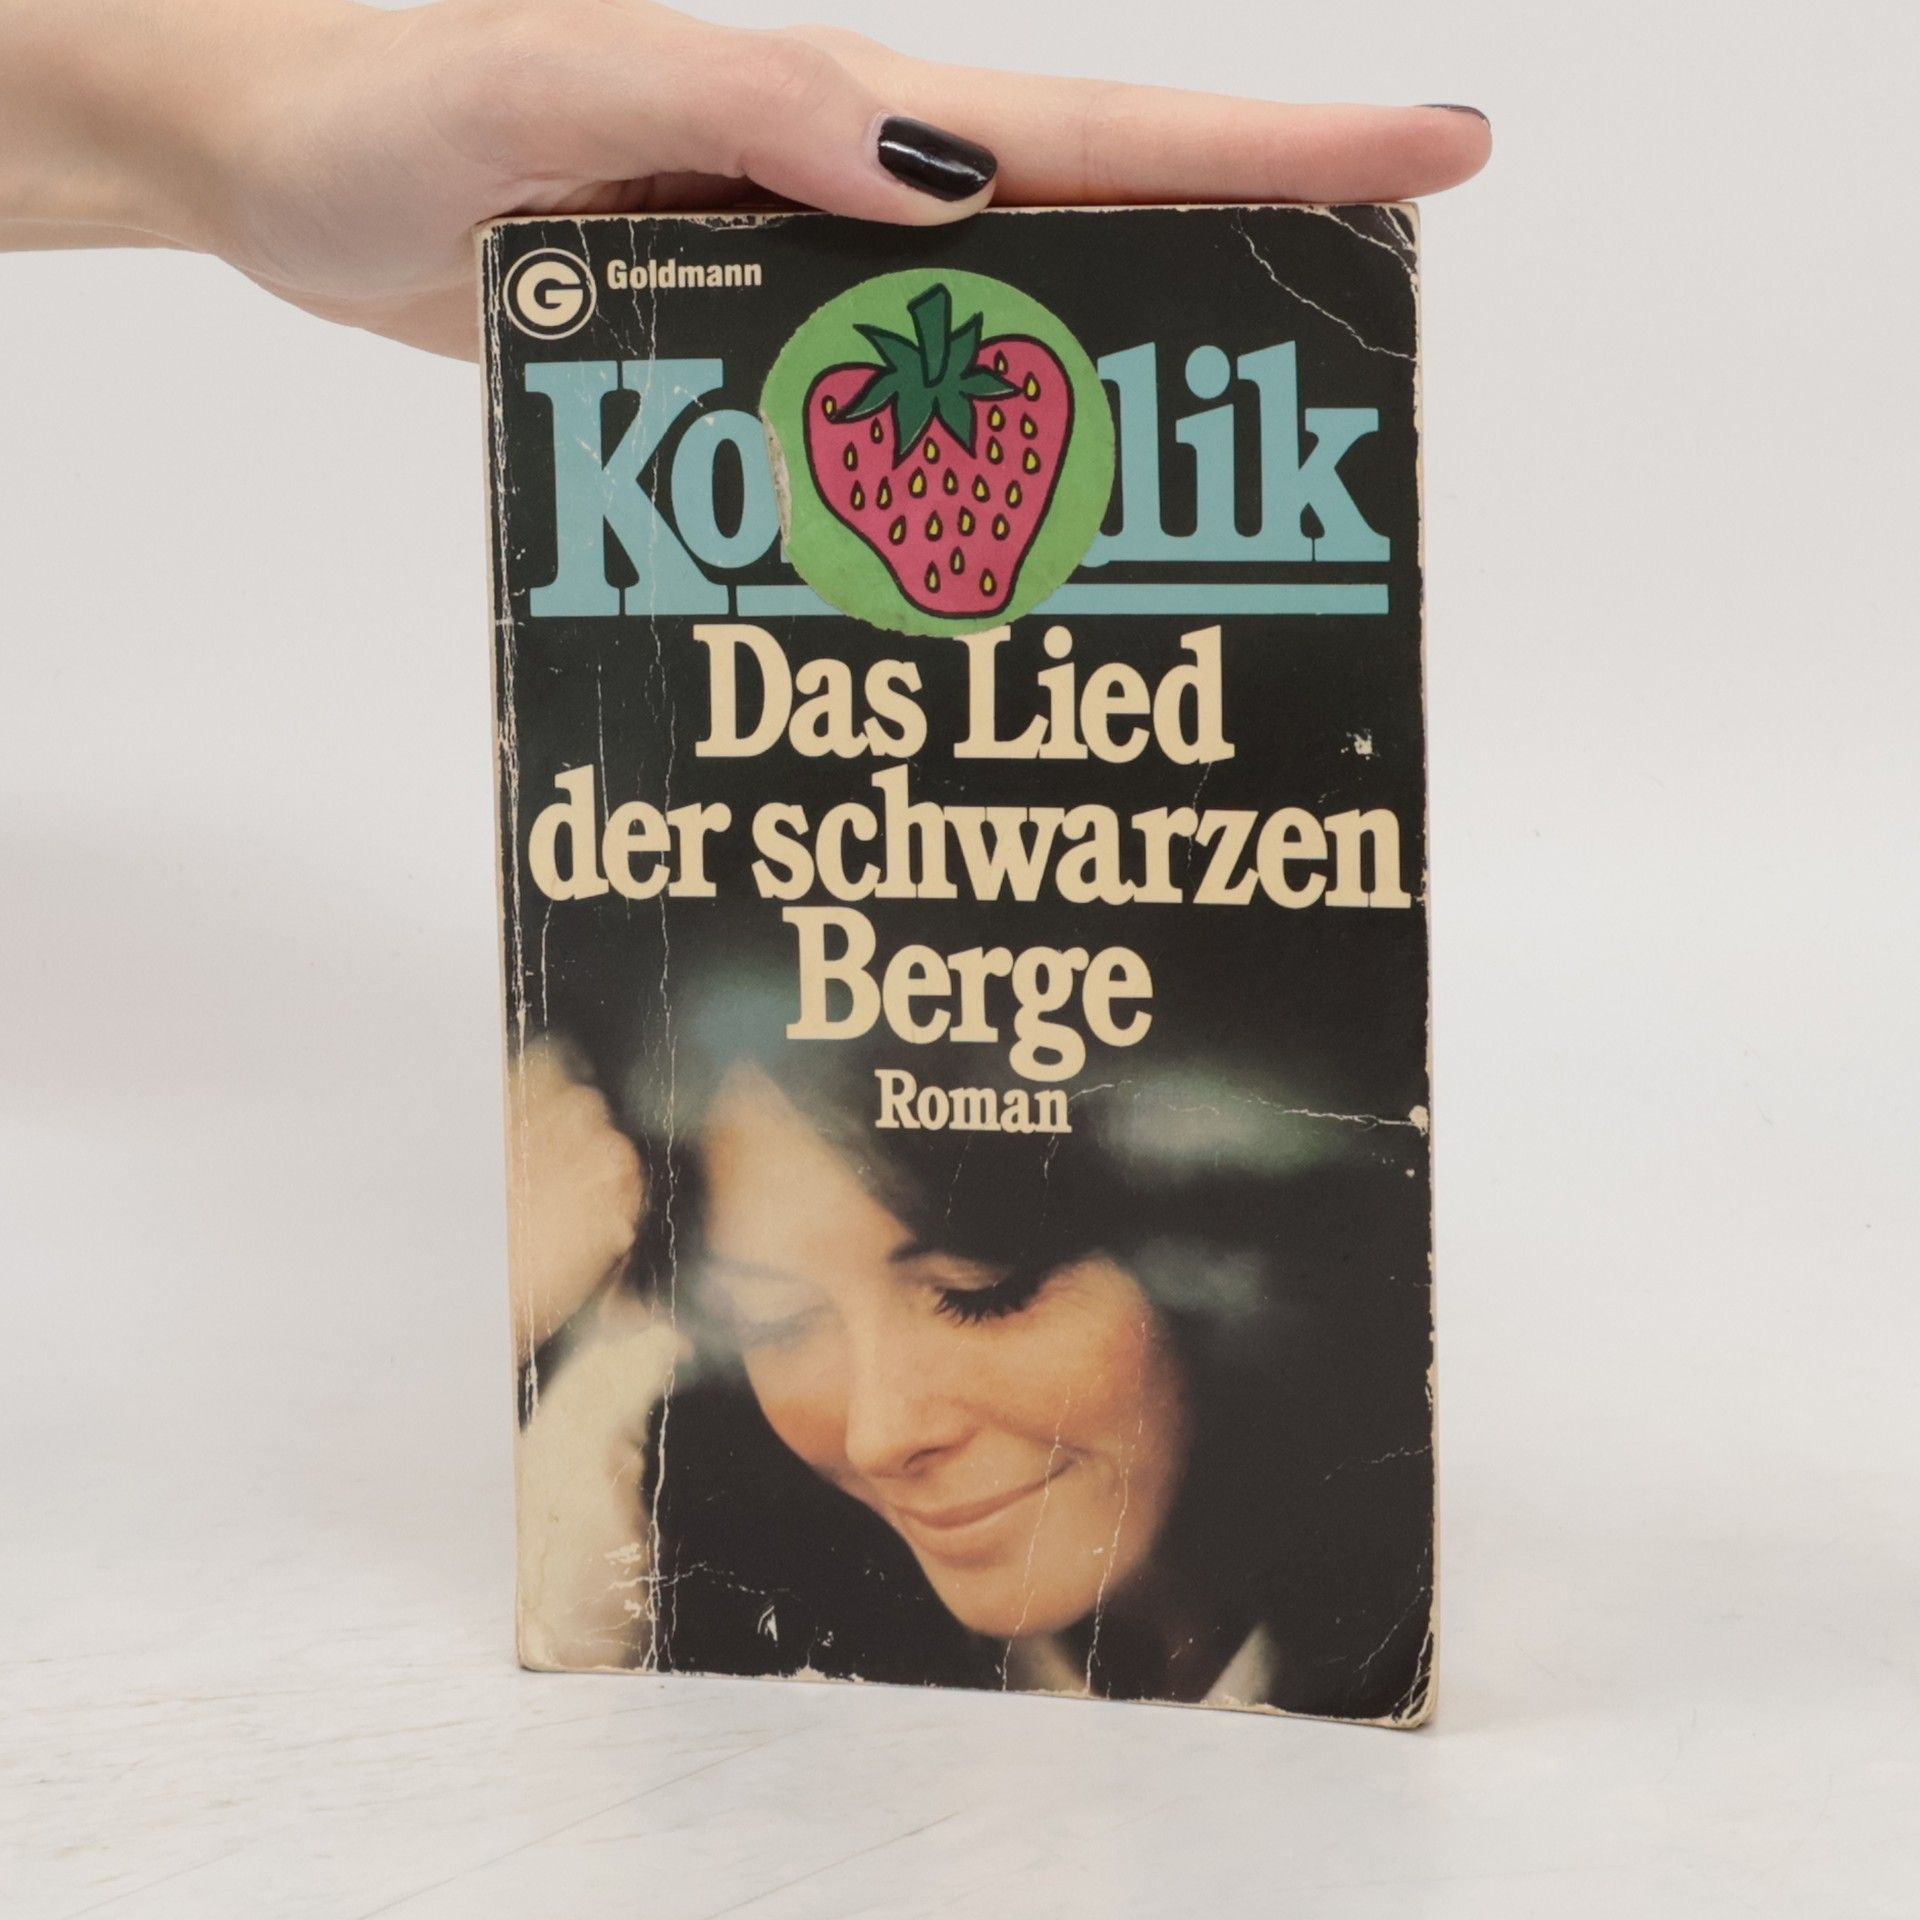 G Goldmann
Ko lik
Das Lied
der schwarzen
Berge
Roman